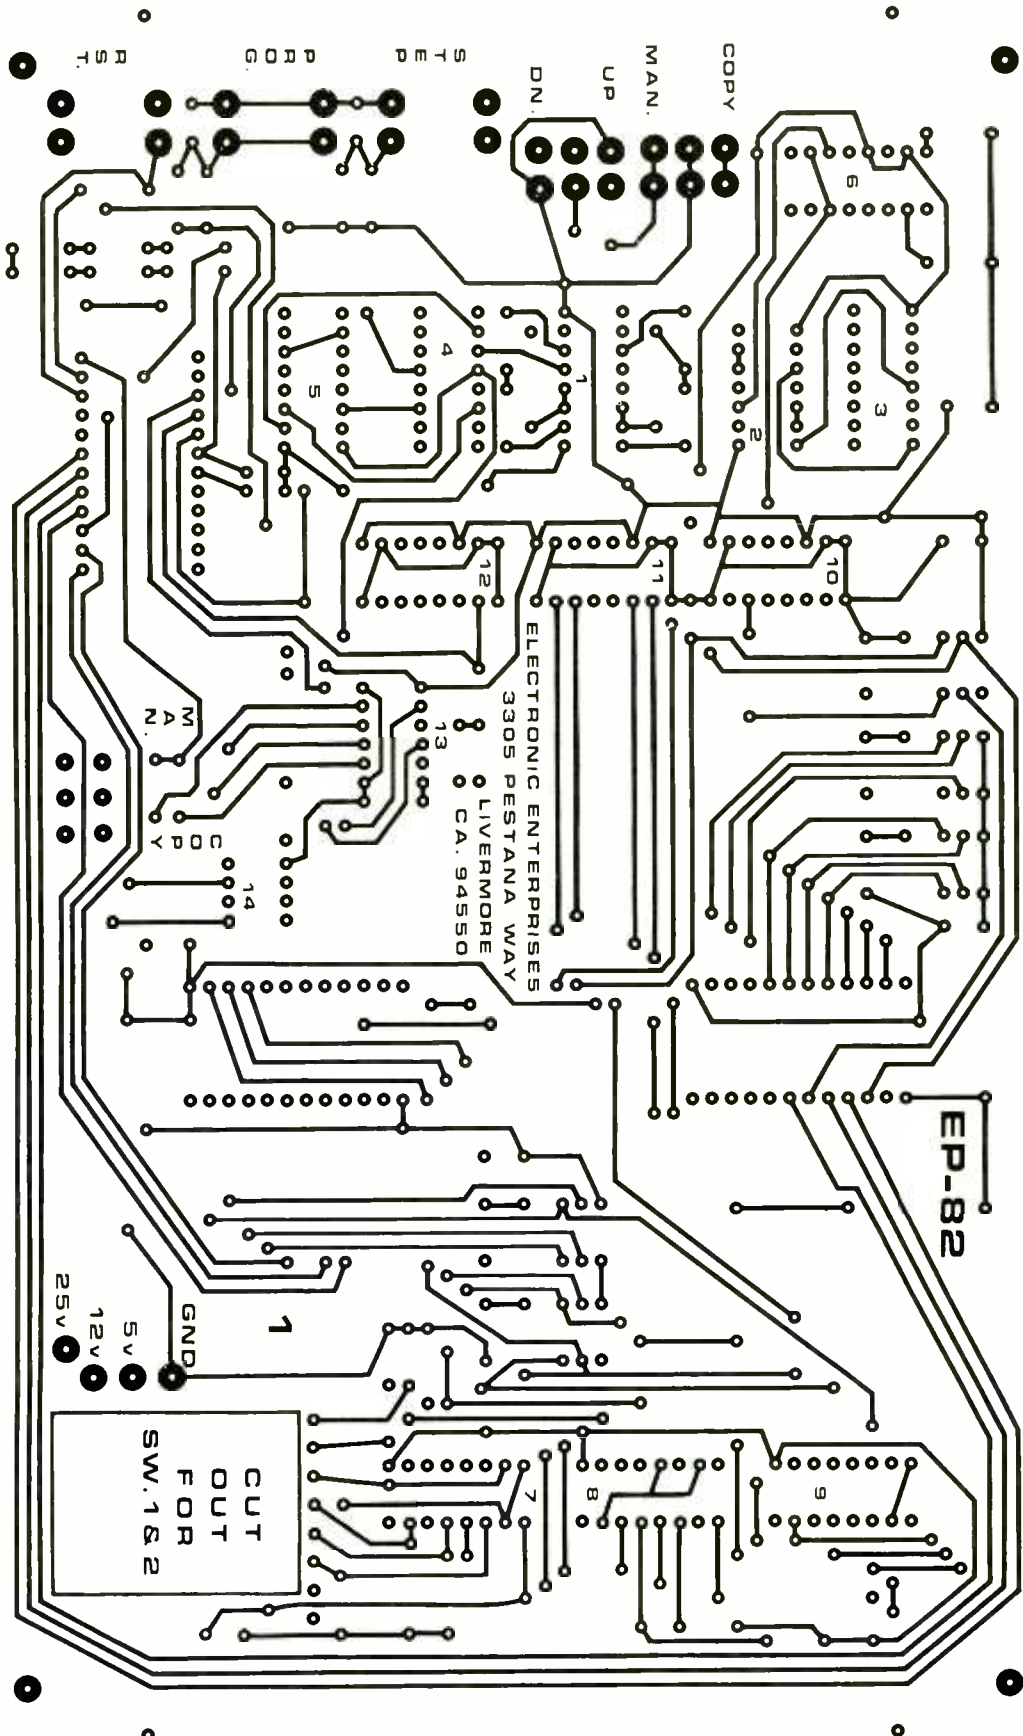 RST.
PROG.
STEP
DN.
UP
MAN.
COPY
6
3
2
1
4
5
12
11
10
ELECTRONIC ENTERPRISES
3305 PESTANA WAY
LIVERMORE
CA. 94550
13
MAN.
COPY
14
EP-82
25v
12v
5v
GND
1
CUT
OUT
FOR
SW.1&2
7
8
9